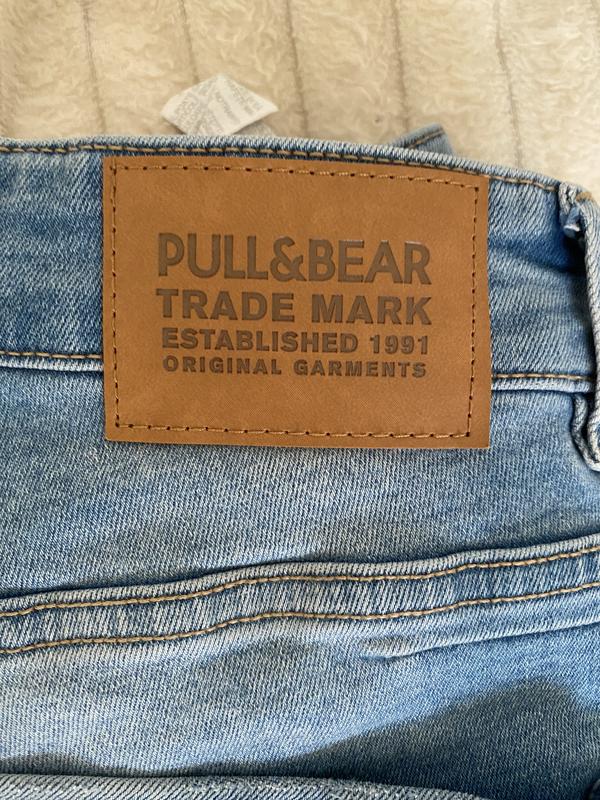 PULL&BEAR
TRADE MARK
ESTABLISHED 1991
ORIGINAL GARMENTS